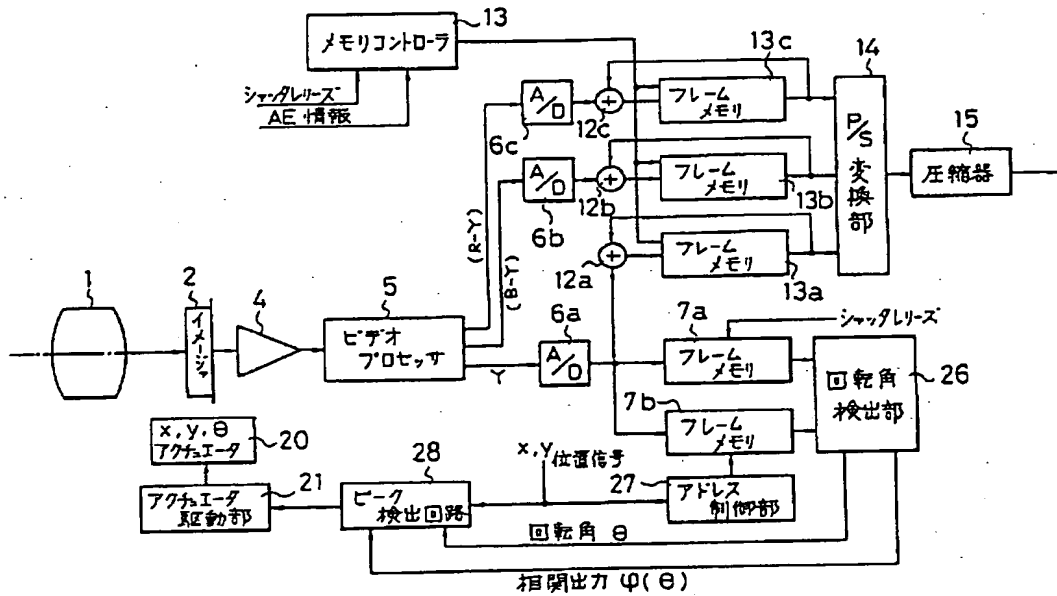 13
メモリコントローラ
シャッタレリーズ
AE 情報
A/D
6c
12c
13c
フレーム
メモリ
14
P/S
変換部
15
圧縮器
A/D
6b
12b
フレーム
メモリ
13b
(R-Y)
(B-Y)
12a
フレーム
メモリ
13a
1
2
イメージャ
4
5
ビデオ
プロセッサ
Y
6a
A/D
7a
シャッタレリーズ
フレーム
メモリ
7b
フレーム
メモリ
回転角
検出部
26
x, y, θ
アクチュエータ
20
アクチュエータ
駆動部
21
28
ピーク
検出回路
x, y 位置信号
27
アドレス
制御部
回転角 θ
相関出力 ψ(θ)